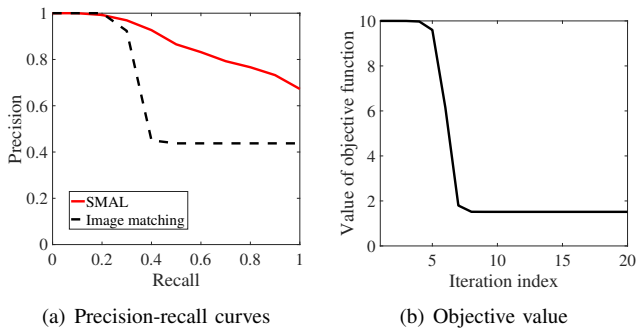 1
0.8
0.6
0.4
0.2
0
0 0.2 0.4 0.6 0.8 1
Precision
Recall
SMAL
Image matching
(a) Precision-recall curves
10
8
6
4
2
0
5 10 15 20
Value of objective function
Iteration index
(b) Objective value